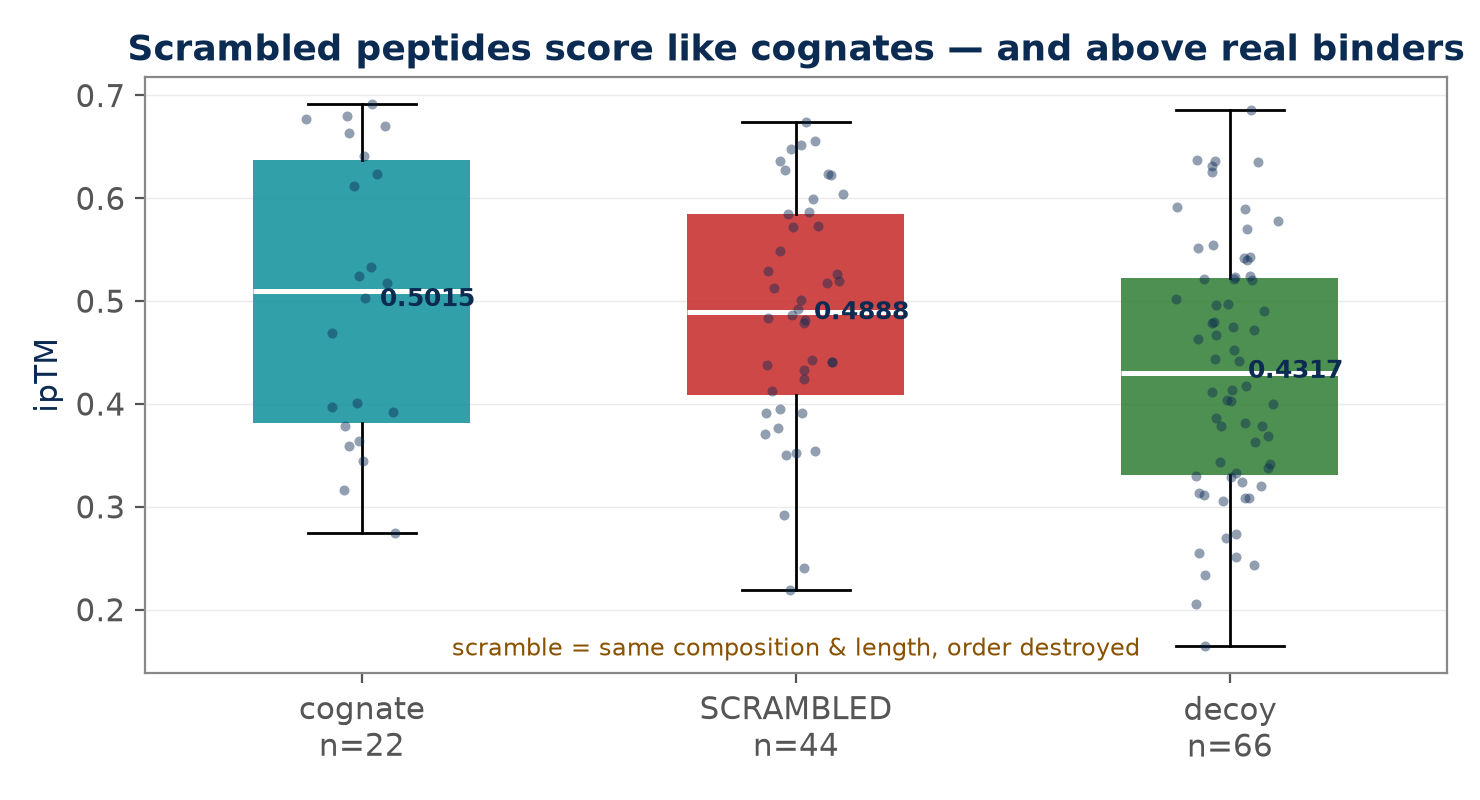 Scrambled peptides score like cognates — and above real binders
0.7
0.6
0.5
0.4
0.3
0.2
ipTM
0.5015
0.4888
0.4317
scramble = same composition & length, order destroyed
cognate
n=22
SCRAMBLED
n=44
decoy
n=66